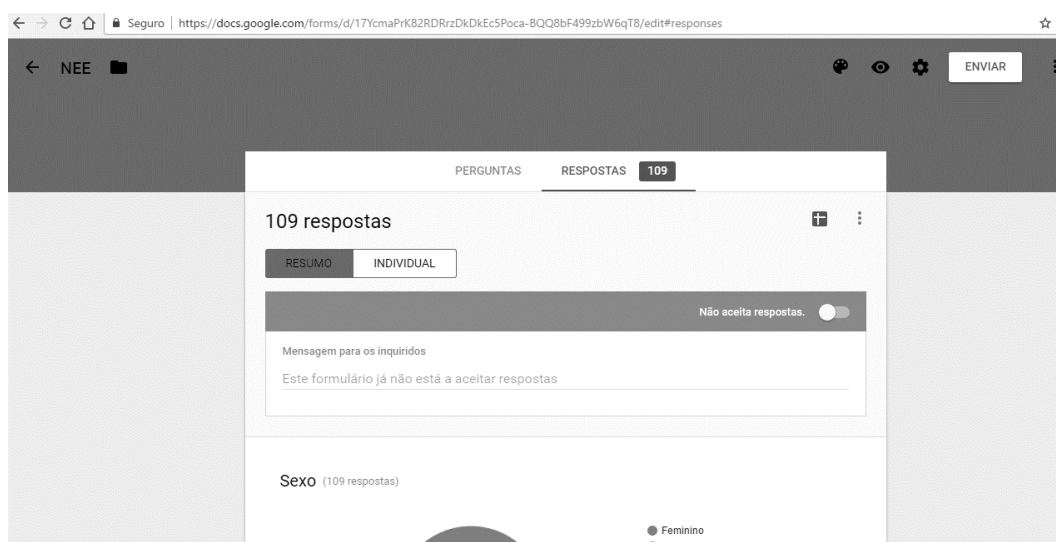 Seguro | https://docs.google.com/forms/d/17YcmaPrK82RDRrzDkDkEc5Poca-BQQ8bF499zbW6qT8/edit#responses
NEE
ENVIAR
PERGUNTAS RESPOSTAS 109
109 respostas
RESUMO INDIVIDUAL
Não aceita respostas.
Mensagem para os inquiridos
Este formulário já não está a aceitar respostas
Sexo (109 respostas)
Feminino